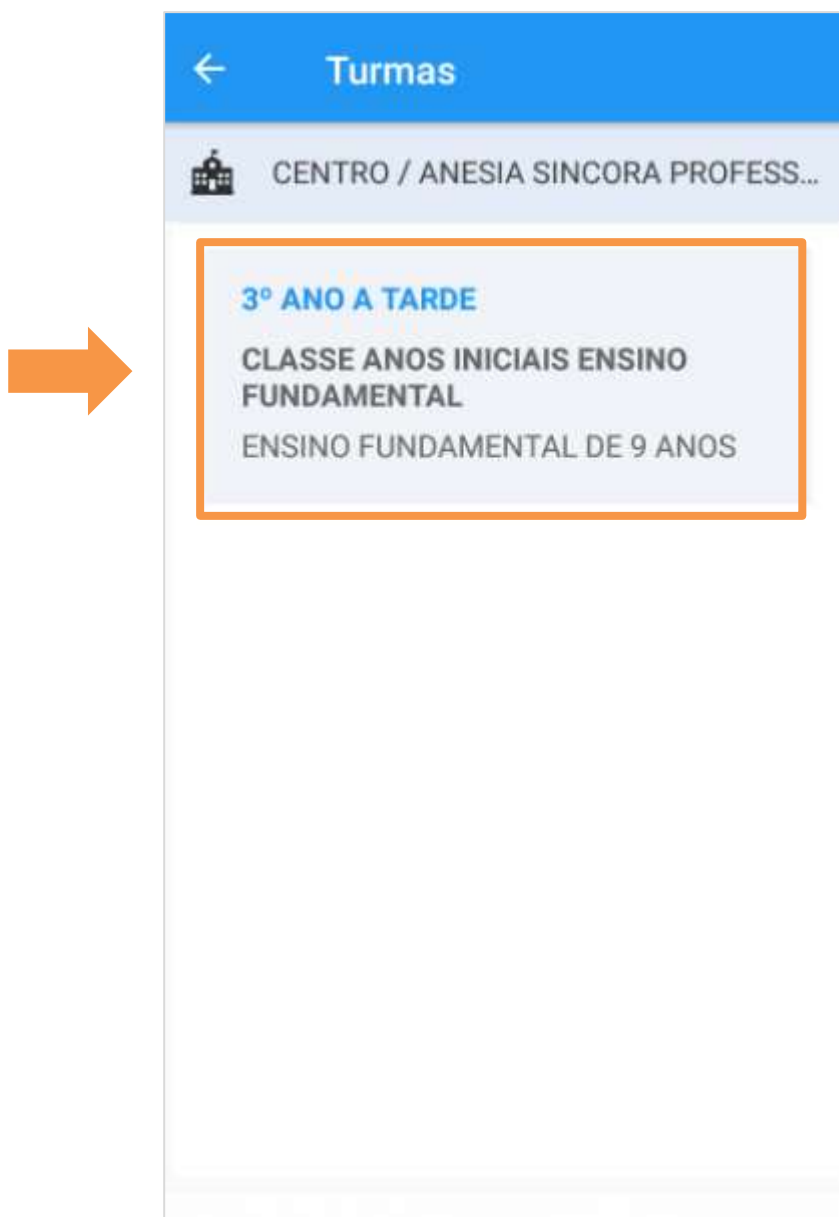 Turmas
CENTRO / ANESIA SINCORA PROFESS...
3º ANO A TARDE
CLASSE ANOS INICIAIS ENSINO
FUNDAMENTAL
ENSINO FUNDAMENTAL DE 9 ANOS